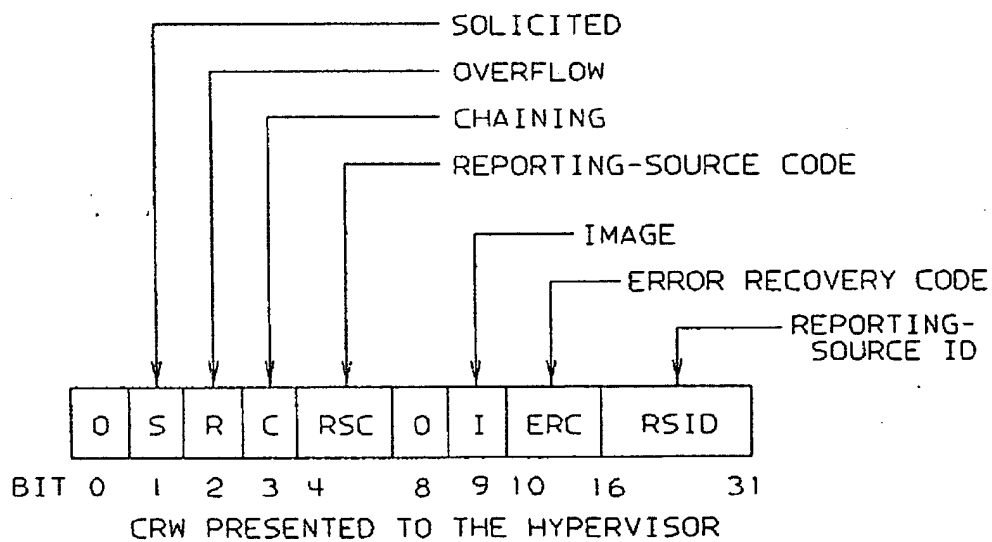 SOLICITED
OVERFLOW
CHAINING
REPORTING-SOURCE CODE
IMAGE
ERROR RECOVERY CODE
REPORTING-
SOURCE ID
0 S R C RSC 0 I ERC RSID
BIT 0 1 2 3 4 8 9 10 16 31
CRW PRESENTED TO THE HYPERVISOR